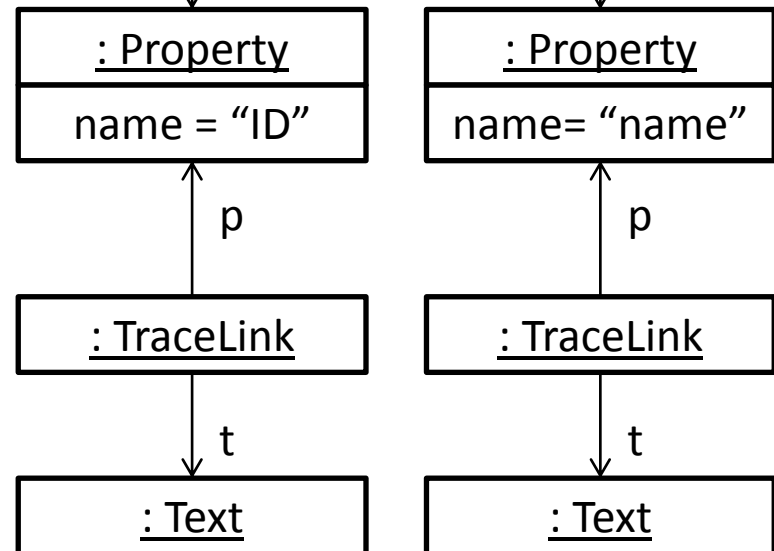 : Property : Property
name = “ID” name= “name”
p p
: TraceLink : TraceLink
t t
: Text : Text